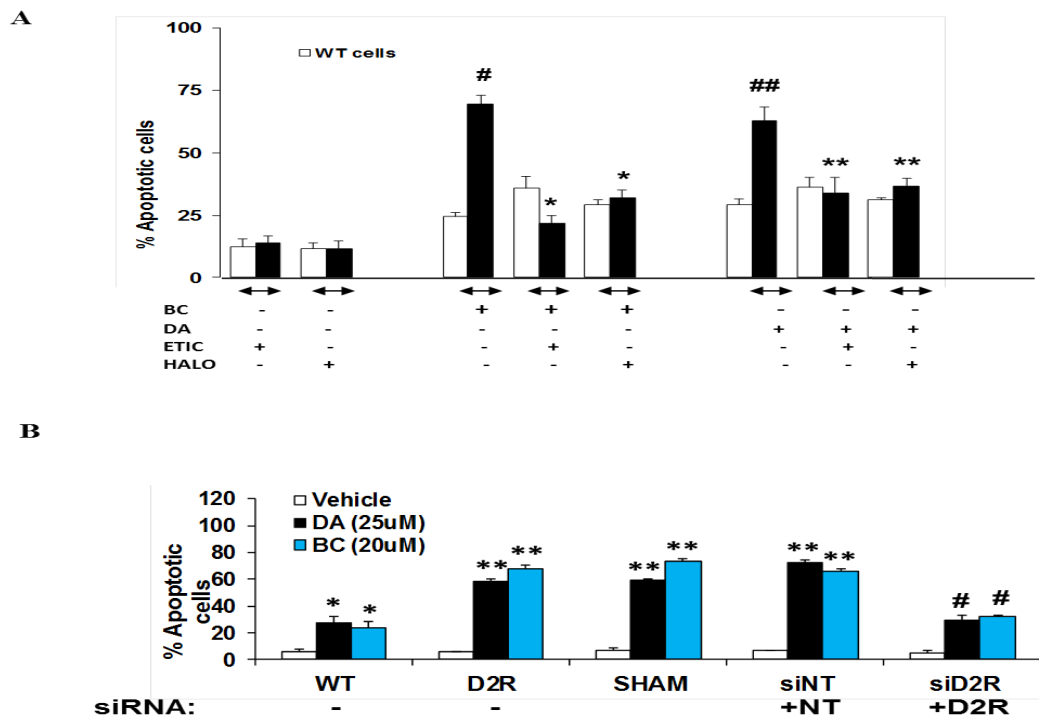 A
100
WT cells
#
##
75
% Apoptotic cells
50
* * ** **
25
0
BC - - + + + - - -
DA - - - - - + + +
ETIC + - - + - - + -
HALO - + - - + - - +
B
120
Vehicle
100
DA (25uM)
80
BC (20uM)
% Apoptotic cells
60
40
20
0
* * ** ** ** ** ** ** # #
WT D2R SHAM siNT siD2R
siRNA: - - +NT +D2R